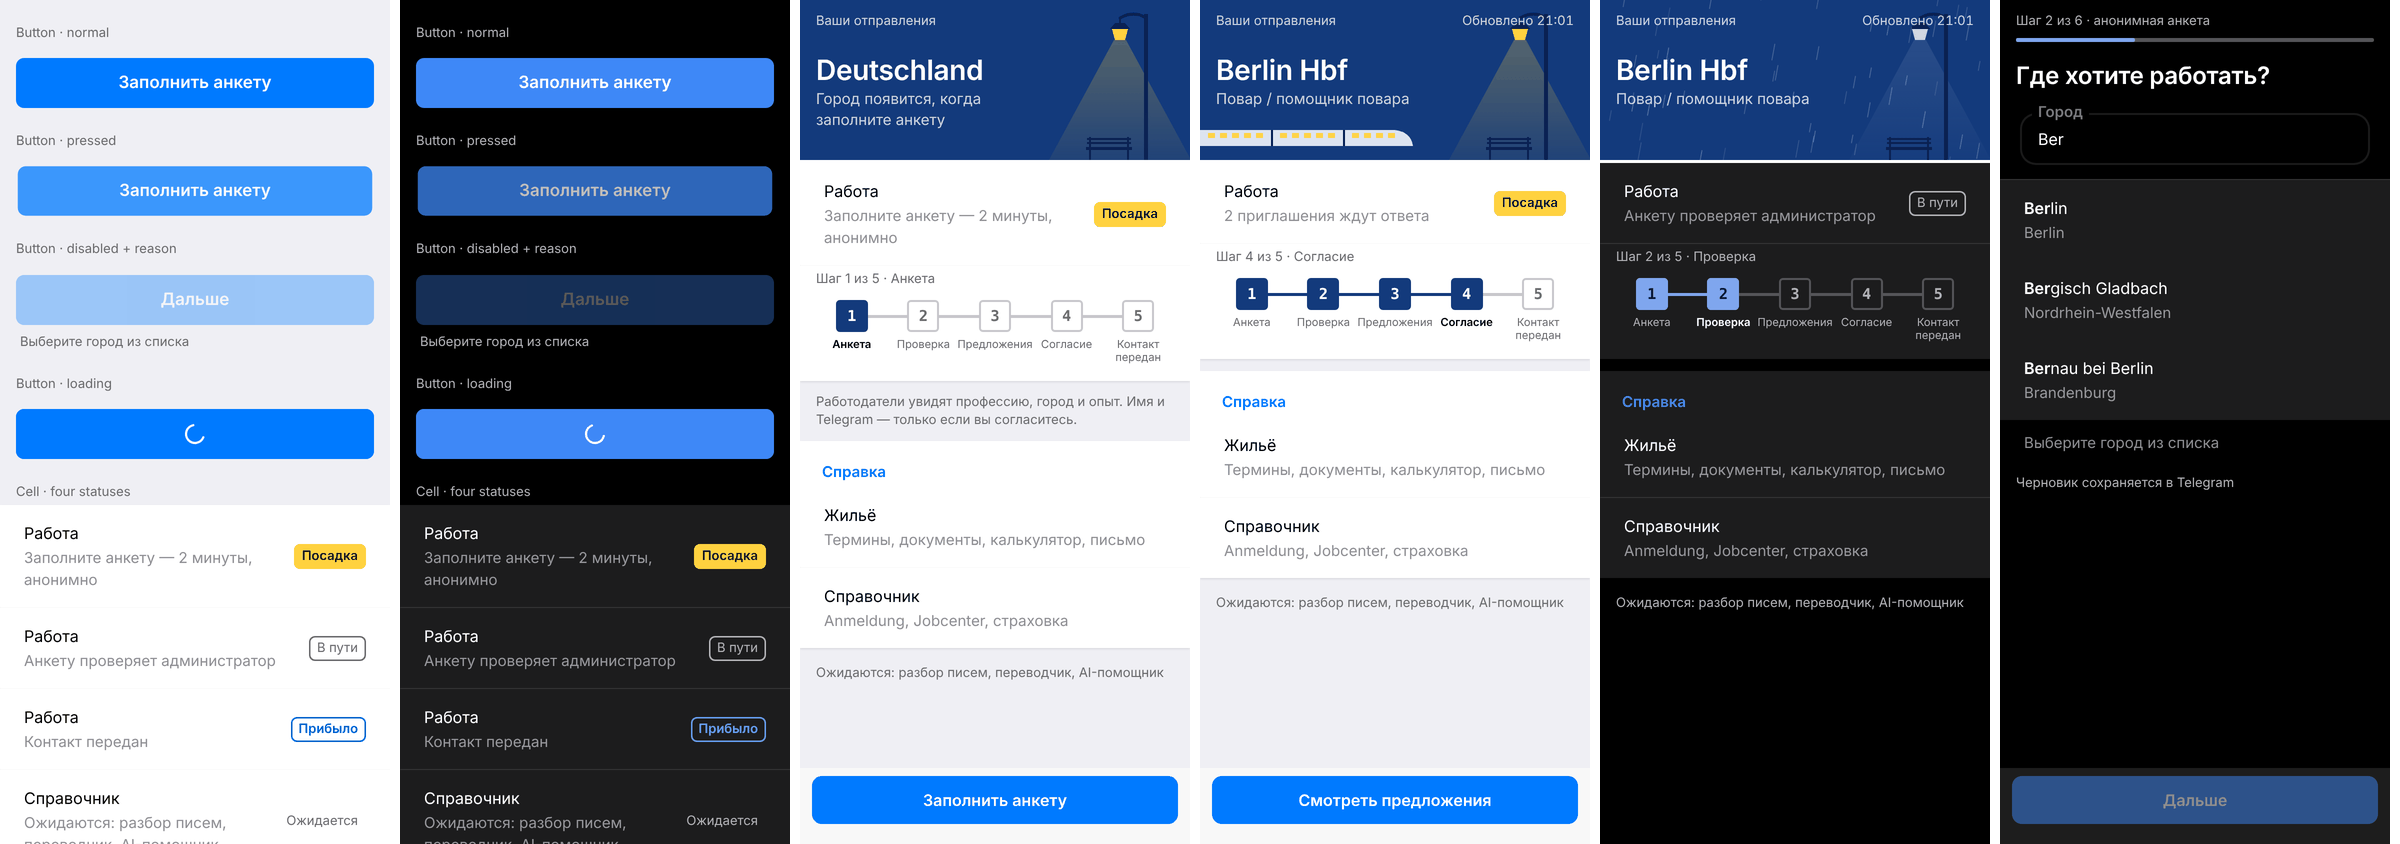 Button · normal
Заполнить анкету
Button · pressed
Заполнить анкету
Button · disabled + reason
Дальше
Выберите город из списка
Button · loading
Cell · four statuses
Работа
Заполните анкету — 2 минуты,
анонимно
Посадка
Работа
Анкету проверяет администратор
В пути
Работа
Контакт передан
Прибыло
Справочник
Ожидаются: разбор писем,
переводчик, AI-помощник
Ожидается
Button · normal
Заполнить анкету
Button · pressed
Заполнить анкету
Button · disabled + reason
Дальше
Выберите город из списка
Button · loading
Cell · four statuses
Работа
Заполните анкету — 2 минуты,
анонимно
Посадка
Работа
Анкету проверяет администратор
В пути
Работа
Контакт передан
Прибыло
Справочник
Ожидаются: разбор писем,
переводчик, AI-помощник
Ожидается
Ваши отправления
Deutschland
Город появится, когда
заполните анкету
Работа
Заполните анкету — 2 минуты,
анонимно
Посадка
Шаг 1 из 5 · Анкета
1 2 3 4 5
Анкета Проверка Предложения Согласие Контакт
передан
Работодатели увидят профессию, город и опыт. Имя и
Telegram — только если вы согласитесь.
Справка
Жильё
Термины, документы, калькулятор, письмо
Справочник
Anmeldung, Jobcenter, страховка
Ожидаются: разбор писем, переводчик, AI-помощник
Заполнить анкету
Ваши отправления Обновлено 21:01
Berlin Hbf
Повар / помощник повара
Работа
2 приглашения ждут ответа
Посадка
Шаг 4 из 5 · Согласие
1 2 3 4 5
Анкета Проверка Предложения Согласие Контакт
передан
Справка
Жильё
Термины, документы, калькулятор, письмо
Справочник
Anmeldung, Jobcenter, страховка
Ожидаются: разбор писем, переводчик, AI-помощник
Смотреть предложения
Ваши отправления Обновлено 21:01
Berlin Hbf
Повар / помощник повара
Работа
Анкету проверяет администратор
В пути
Шаг 2 из 5 · Проверка
1 2 3 4 5
Анкета Проверка Предложения Согласие Контакт
передан
Справка
Жильё
Термины, документы, калькулятор, письмо
Справочник
Anmeldung, Jobcenter, страховка
Ожидаются: разбор писем, переводчик, AI-помощник
Шаг 2 из 6 · анонимная анкета
Где хотите работать?
Город
Ber
Berlin
Berlin
Bergisch Gladbach
Nordrhein-Westfalen
Bernau bei Berlin
Brandenburg
Выберите город из списка
Черновик сохраняется в Telegram
Дальше